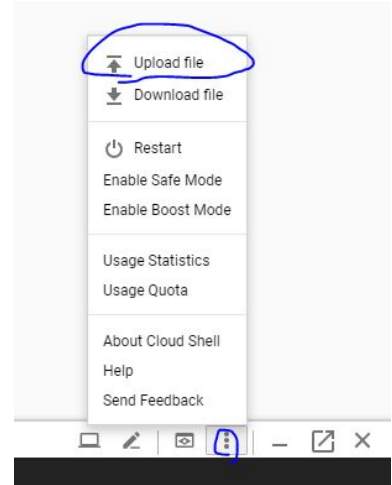 Upload file
Download file
Restart
Enable Safe Mode
Enable Boost Mode
Usage Statistics
Usage Quota
About Cloud Shell
Help
Send Feedback